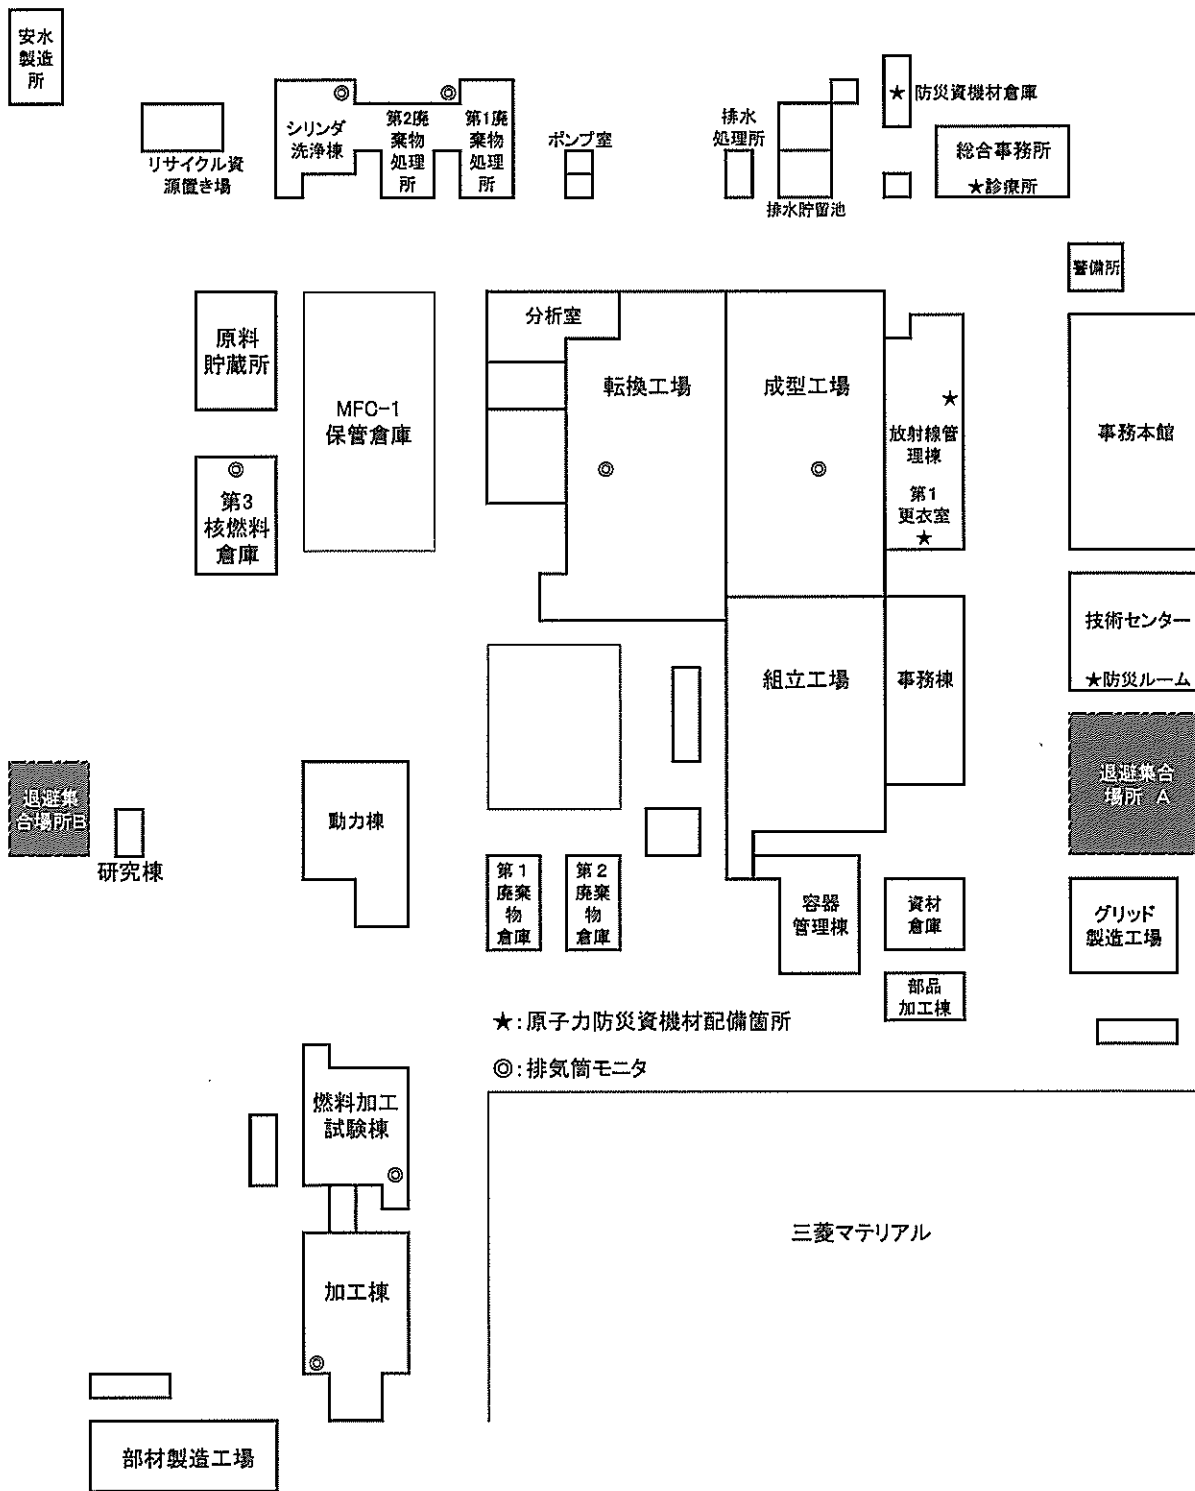 安水
製造
所
リサイクル資
源置き場
シリンダ
洗浄棟
第2廃
棄物
処理
所
第1廃
棄物
処理
所
ポンプ室
排水
処理所
排水貯留池
★ 防災資機材倉庫
総合事務所
★診療所
警備所
原料
貯蔵所
MFC-1
保管倉庫
第3
核燃料
倉庫
分析室
転換工場
成型工場
放射線管
理棟
第1
更衣室
★
事務本館
技術センター
★防災ルーム
組立工場
事務棟
退避集合
場所 A
退避集
合場所B
研究棟
動力棟
第1
廃棄
物
倉庫
第2
廃棄
物
倉庫
容器
管理棟
資材
倉庫
グリッド
製造工場
部品
加工棟
★:原子力防災資機材配備箇所
◎:排気筒モニタ
燃料加工
試験棟
三菱マテリアル
加工棟
部材製造工場